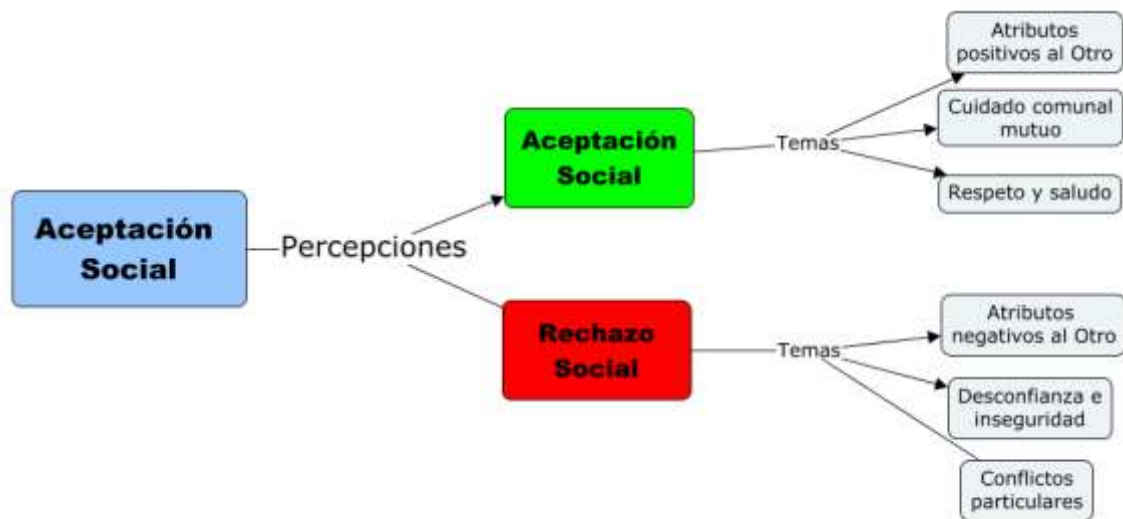 Aceptación
Social
Percepciones
Aceptación
Social
Temas
Atributos
positivos al Otro
Cuidado comunal
mutuo
Respeto y saludo
Rechazo
Social
Temas
Atributos
negativos al Otro
Desconfianza e
inseguridad
Conflictos
particulares